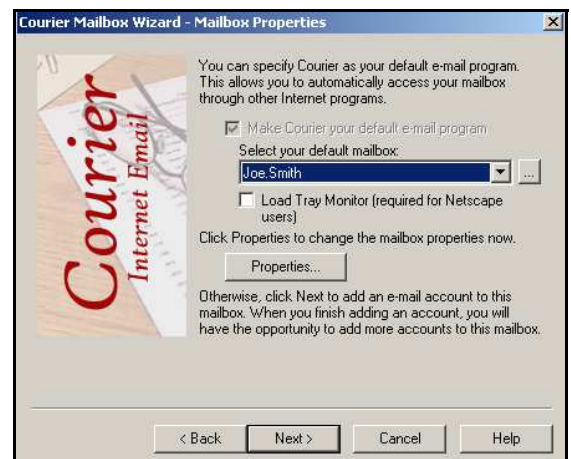 Courier Mailbox Wizard - Mailbox Properties
Courier
Internet Email
You can specify Courier as your default e-mail program.
This allows you to automatically access your mailbox
through other Internet programs.
Make Courier your default e-mail program
Select your default mailbox:
Joe.Smith
...
Load Tray Monitor (required for Netscape
users)
Click Properties to change the mailbox properties now.
Properties...
Otherwise, click Next to add an e-mail account to this
mailbox. When you finish adding an account, you will
have the opportunity to add more accounts to this mailbox.
< Back
Next >
Cancel
Help